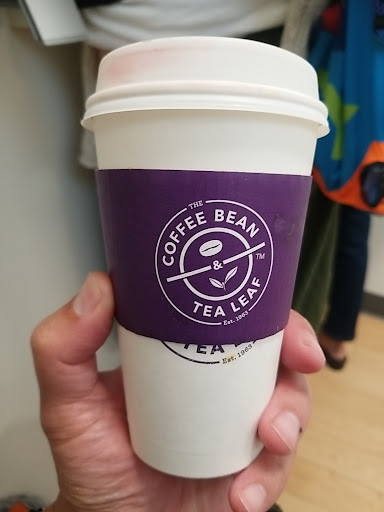 THE
COFFEE BEAN
&
TM
TEA LEAF
Est. 1963
TEA
Est. 1963